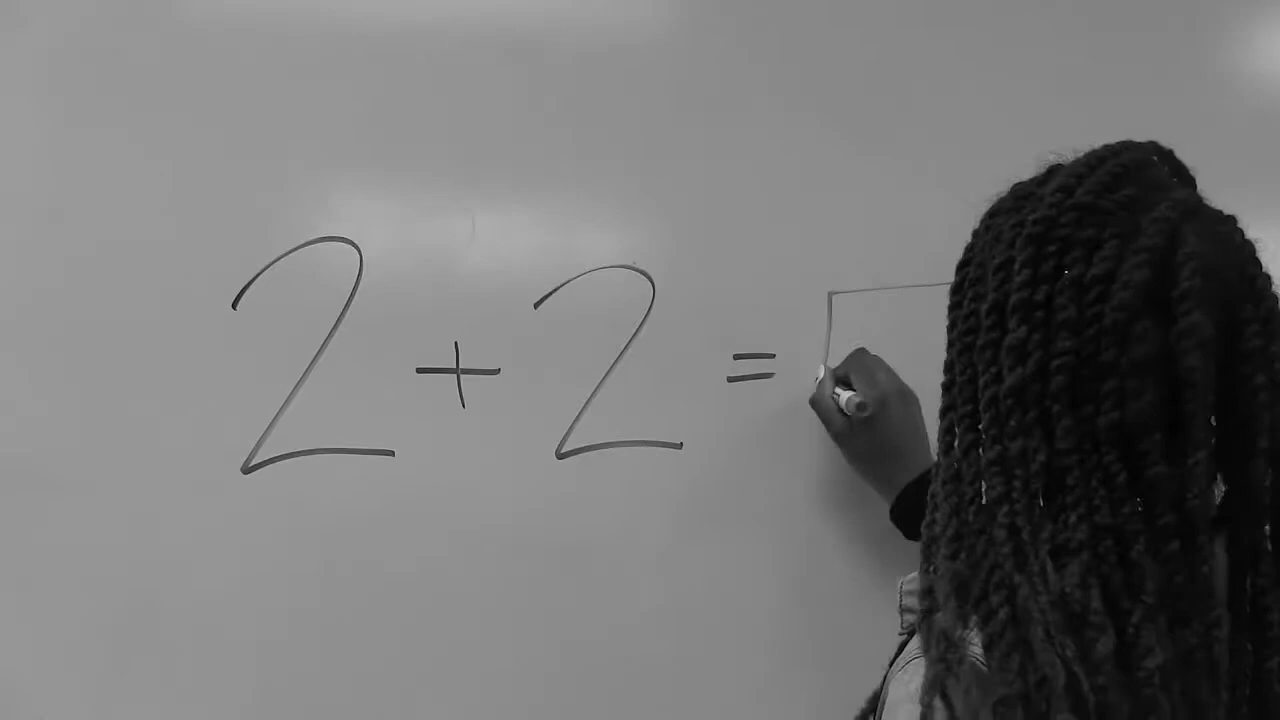 2 + 2 =